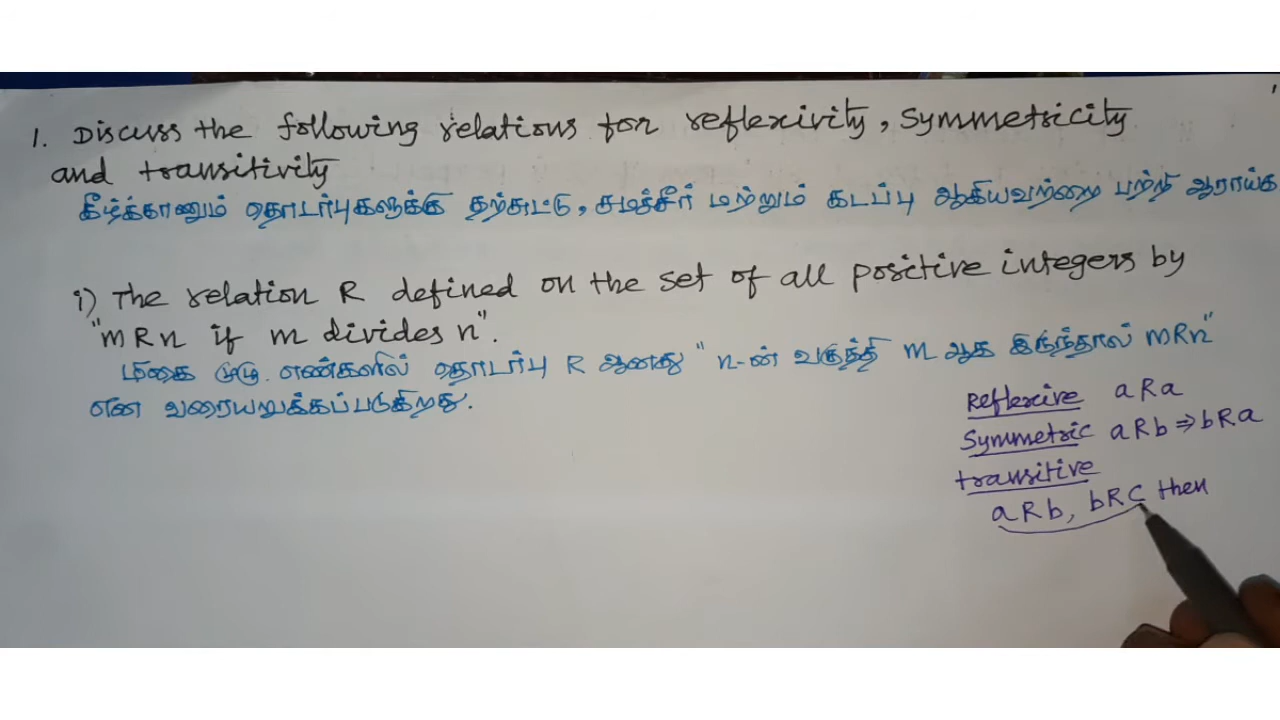 1. Discuss the following relations for reflexivity, symmetricity
and transitivity
கீழ்க்காணும் தொடர்புகளுக்கு தற்சுட்டு, சமச்சீர் மற்றும் கடப்பு ஆகியவற்றை பற்றி ஆராய்க
i) The relation R defined on the set of all positive integers by
"mRn if m divides n".
மிகை முழு எண்களில் தொடர்பு R ஆனது "n-ன் வகுத்தி m ஆக இருந்தால் mRn"
என வரையறுக்கப்படுகிறது.
Reflexive aRa
Symmetric aRb ⇒ bRa
transitive
aRb, bRc then